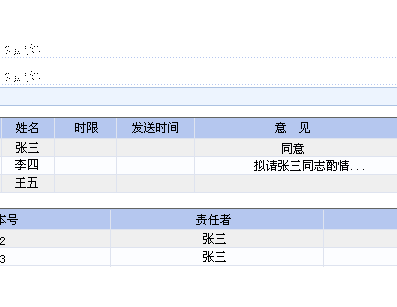 姓名 时限 发送时间 意 见
张三 同意
李四 拟请张三同志酌情...
王五
本号 责任者
2 张三
3 张三